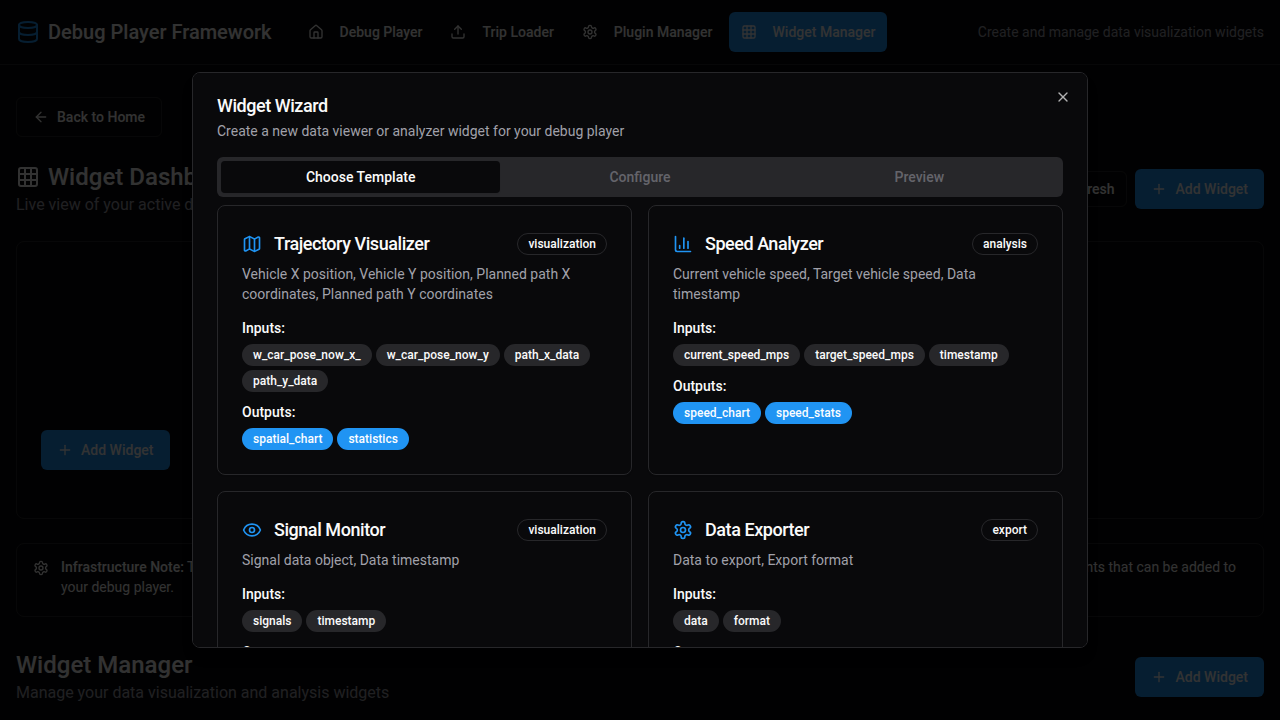 Debug Player Framework
Debug Player
Trip Loader
Plugin Manager
Widget Manager
Create and manage data visualization widgets
Back to Home
Widget Dashb
Live view of your active d
resh
Add Widget
Widget Wizard
Create a new data viewer or analyzer widget for your debug player
Choose Template
Configure
Preview
Trajectory Visualizer
visualization
Vehicle X position, Vehicle Y position, Planned path X
coordinates, Planned path Y coordinates
Inputs:
w_car_pose_now_x_ w_car_pose_now_y path_x_data
path_y_data
Outputs:
spatial_chart statistics
Speed Analyzer
analysis
Current vehicle speed, Target vehicle speed, Data
timestamp
Inputs:
current_speed_mps target_speed_mps timestamp
Outputs:
speed_chart speed_stats
Signal Monitor
visualization
Signal data object, Data timestamp
Inputs:
signals timestamp
Data Exporter
export
Data to export, Export format
Inputs:
data format
Add Widget
Infrastructure Note:
nts that can be added to
your debug player.
Widget Manager
Manage your data visualization and analysis widgets
Add Widget